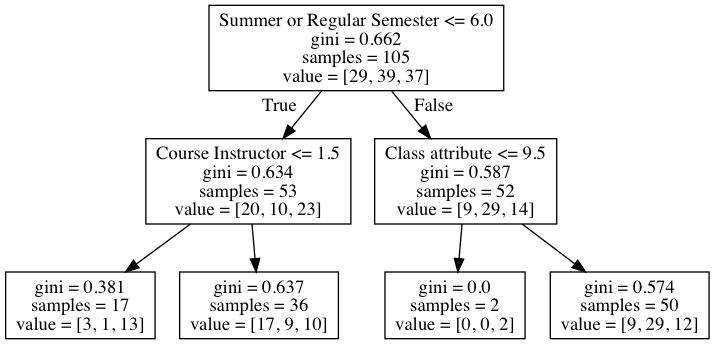 Summer or Regular Semester <= 6.0
gini = 0.662
samples = 105
value = [29, 39, 37]
True
False
Course Instructor <= 1.5
gini = 0.634
samples = 53
value = [20, 10, 23]
Class attribute <= 9.5
gini = 0.587
samples = 52
value = [9, 29, 14]
gini = 0.381
samples = 17
value = [3, 1, 13]
gini = 0.637
samples = 36
value = [17, 9, 10]
gini = 0.0
samples = 2
value = [0, 0, 2]
gini = 0.574
samples = 50
value = [9, 29, 12]